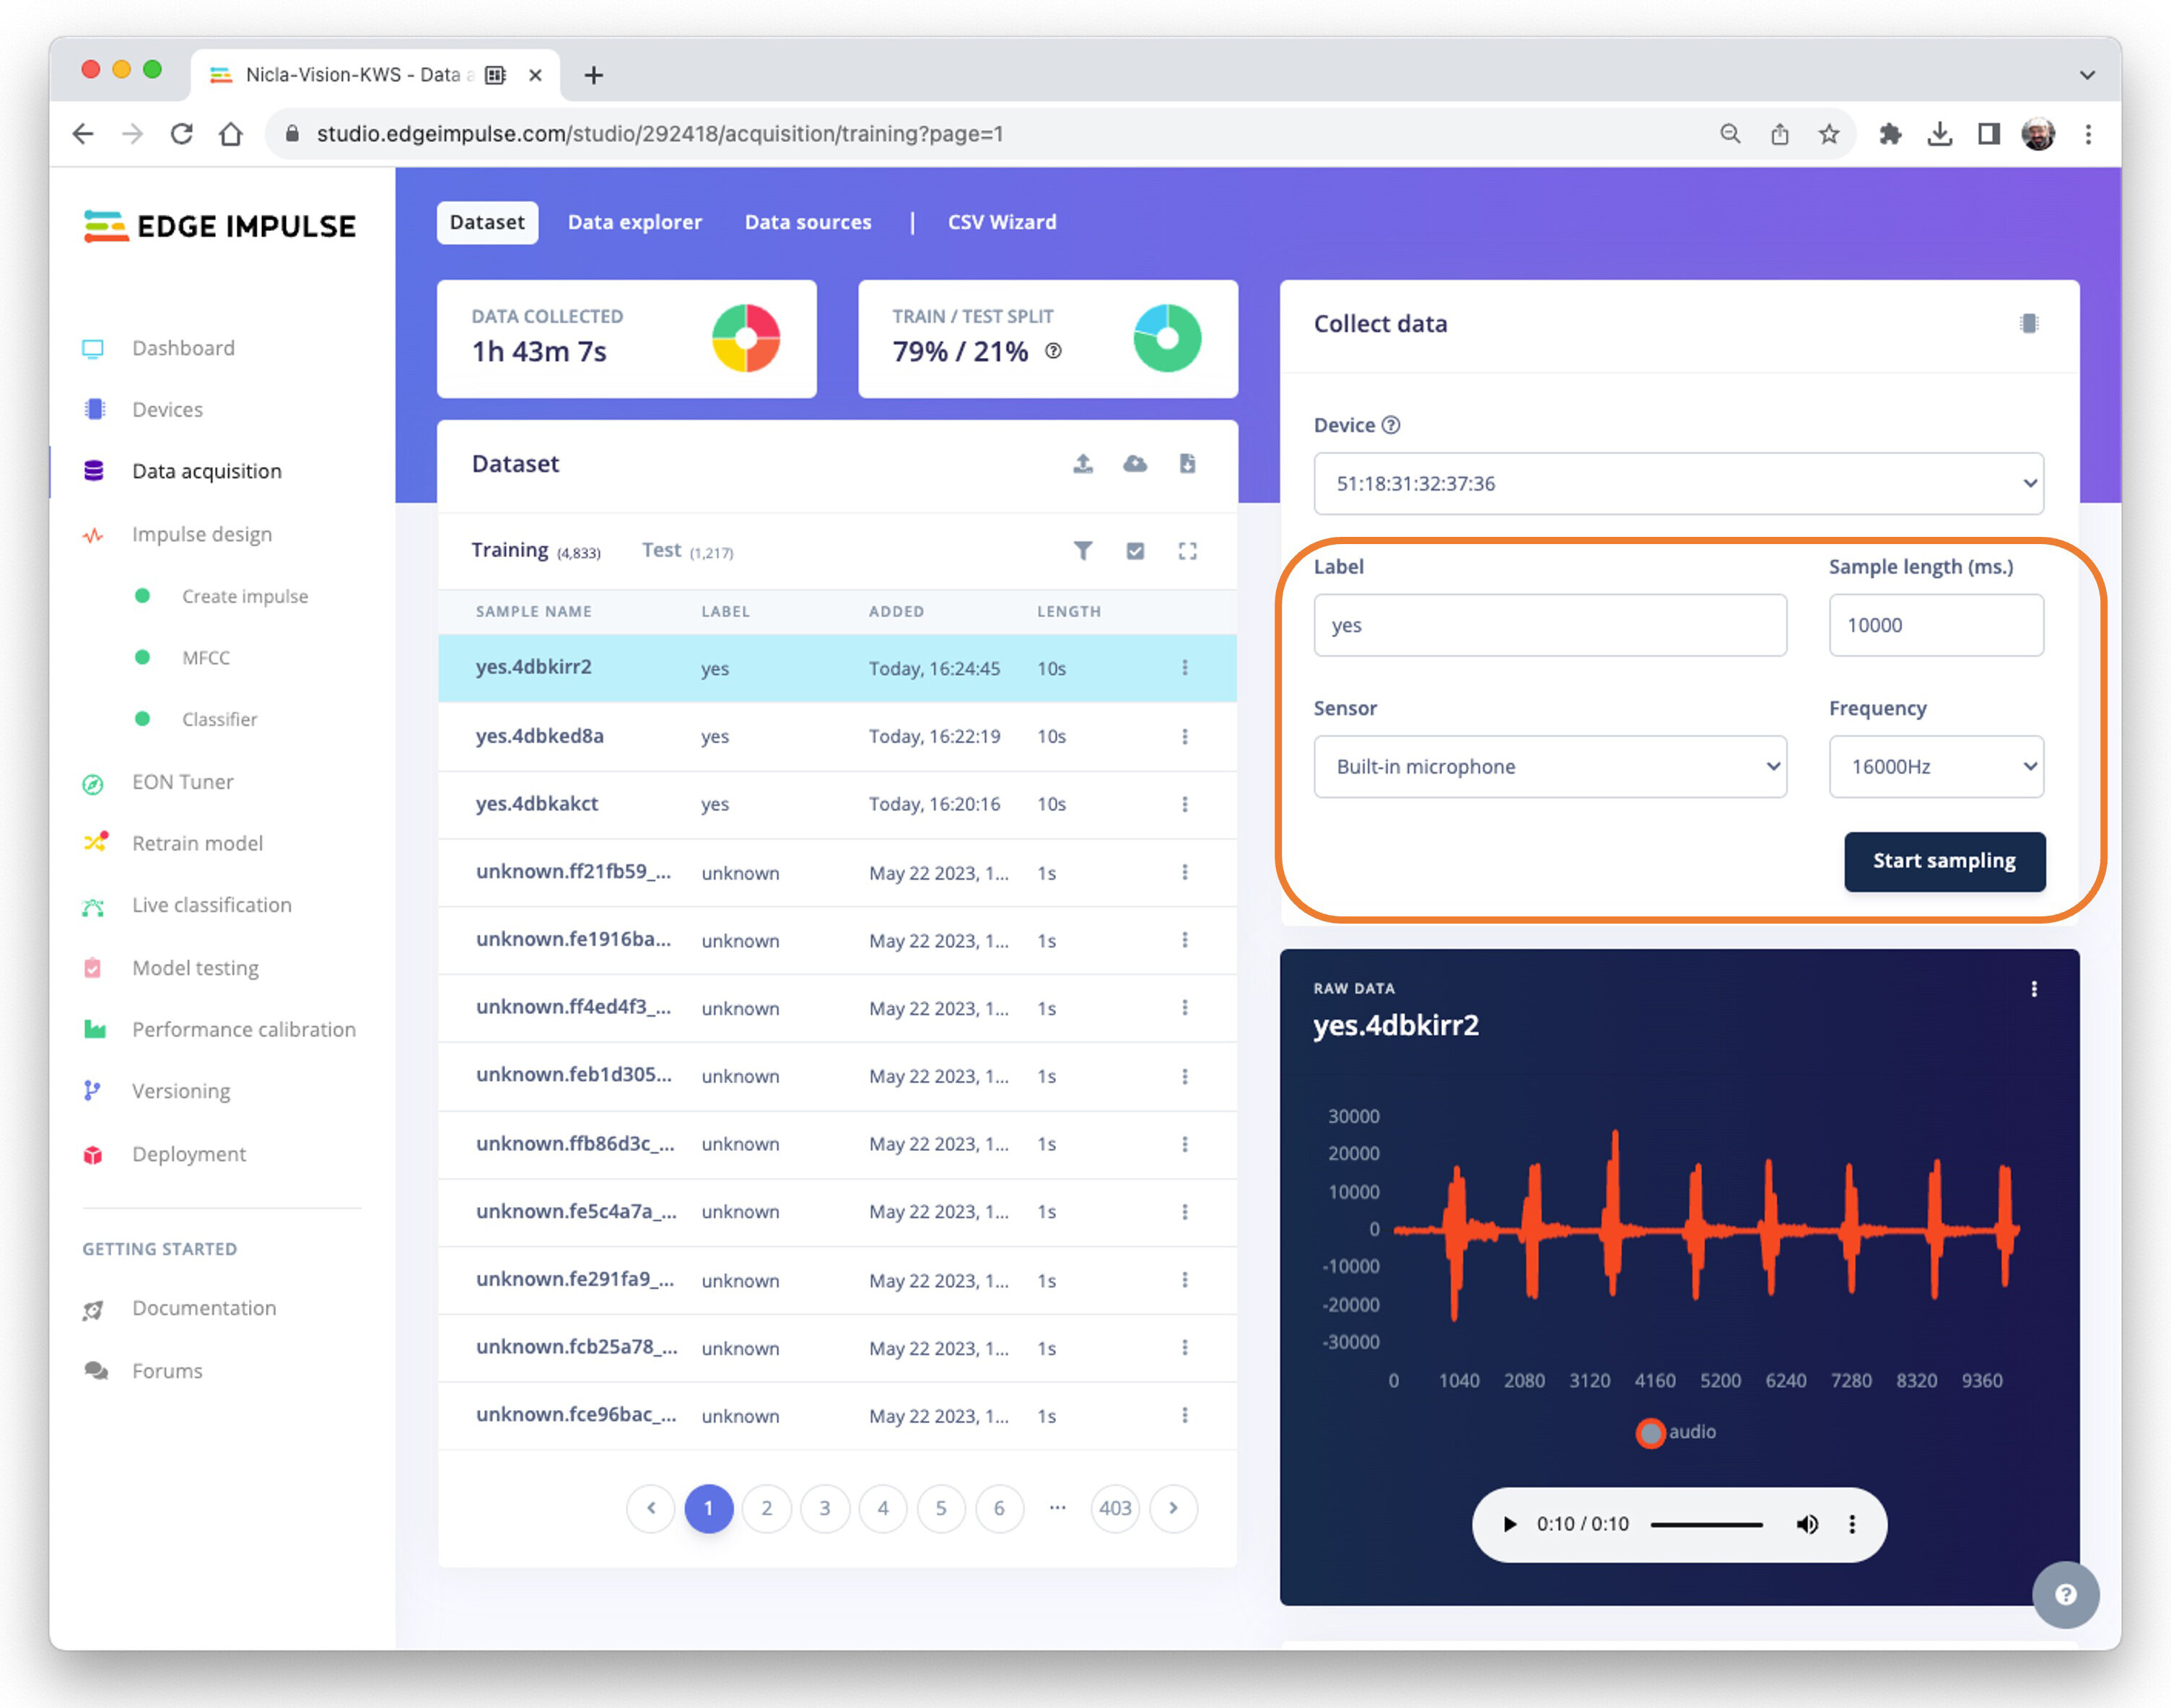 Nicla-Vision-KWS - Data a
studio.edgeimpulse.com/studio/292418/acquisition/training?page=1
EDGE IMPULSE
Dashboard
Devices
Data acquisition
Impulse design
Create impulse
MFCC
Classifier
EON Tuner
Retrain model
Live classification
Model testing
Performance calibration
Versioning
Deployment
GETTING STARTED
Documentation
Forums
Dataset Data explorer Data sources | CSV Wizard
DATA COLLECTED
1h 43m 7s
TRAIN / TEST SPLIT
79% / 21% ?
Dataset
Training (4,833) Test (1,217)
SAMPLE NAME LABEL ADDED LENGTH
yes.4dbkirr2 yes Today, 16:24:45 10s
yes.4dbked8a yes Today, 16:22:19 10s
yes.4dbkakct yes Today, 16:20:16 10s
unknown.ff21fb59_... unknown May 22 2023, 1... 1s
unknown.fe1916ba... unknown May 22 2023, 1... 1s
unknown.ff4ed4f3_... unknown May 22 2023, 1... 1s
unknown.feb1d305... unknown May 22 2023, 1... 1s
unknown.ffb86d3c_... unknown May 22 2023, 1... 1s
unknown.fe5c4a7a_... unknown May 22 2023, 1... 1s
unknown.fe291fa9_... unknown May 22 2023, 1... 1s
unknown.fcb25a78_... unknown May 22 2023, 1... 1s
unknown.fce96bac_... unknown May 22 2023, 1... 1s
‹ 1 2 3 4 5 6 ... 403 ›
Collect data
Device ?
51:18:31:32:37:36
Label Sample length (ms.)
yes 10000
Sensor Frequency
Built-in microphone 16000Hz
Start sampling
RAW DATA
yes.4dbkirr2
30000
20000
10000
0
-10000
-20000
-30000
0 1040 2080 3120 4160 5200 6240 7280 8320 9360
audio
0:10 / 0:10
?